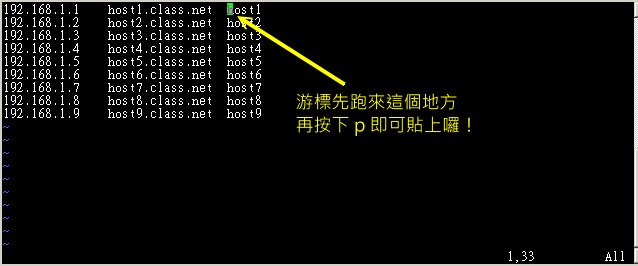 192.168.1.1    host1.class.net  host1
192.168.1.2    host2.class.net  host2
192.168.1.3    host3.class.net  host3
192.168.1.4    host4.class.net  host4
192.168.1.5    host5.class.net  host5
192.168.1.6    host6.class.net  host6
192.168.1.7    host7.class.net  host7
192.168.1.8    host8.class.net  host8
192.168.1.9    host9.class.net  host9
游標先跑來這個地方
再按下 p 即可貼上囉！
~
~
~
~
~
~
~
~
~
~
1,33          All